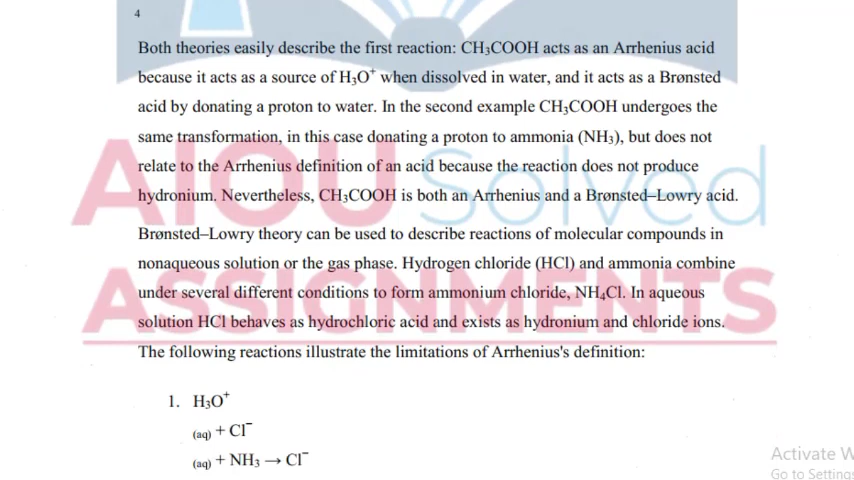 4
Both theories easily describe the first reaction: CH₃COOH acts as an Arrhenius acid
because it acts as a source of H₃O⁺ when dissolved in water, and it acts as a Brønsted
acid by donating a proton to water. In the second example CH₃COOH undergoes the
same transformation, in this case donating a proton to ammonia (NH₃), but does not
relate to the Arrhenius definition of an acid because the reaction does not produce
hydronium. Nevertheless, CH₃COOH is both an Arrhenius and a Brønsted–Lowry acid.
AIOU Solved
Brønsted–Lowry theory can be used to describe reactions of molecular compounds in
nonaqueous solution or the gas phase. Hydrogen chloride (HCl) and ammonia combine
under several different conditions to form ammonium chloride, NH₄Cl. In aqueous
solution HCl behaves as hydrochloric acid and exists as hydronium and chloride ions.
ASSIGNMENTS
The following reactions illustrate the limitations of Arrhenius's definition:
1. H₃O⁺
(aq) + Cl⁻
(aq) + NH₃ → Cl⁻
Activate W
Go to Settings